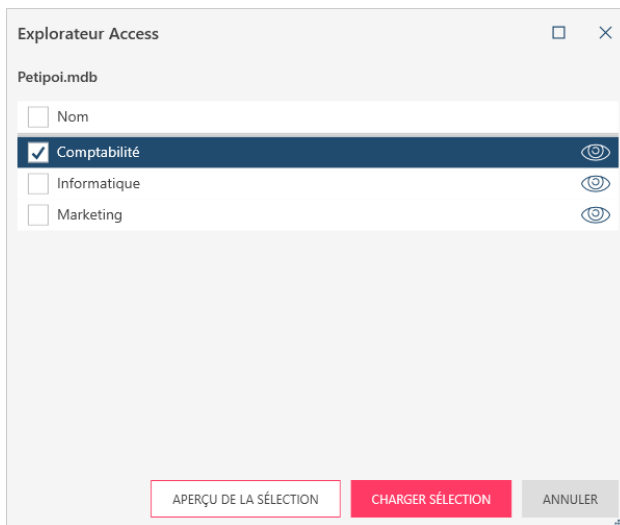 Explorateur Access
Petipoi.mdb
Nom
Comptabilité
Informatique
Marketing
APERÇU DE LA SÉLECTION CHARGER SÉLECTION ANNULER